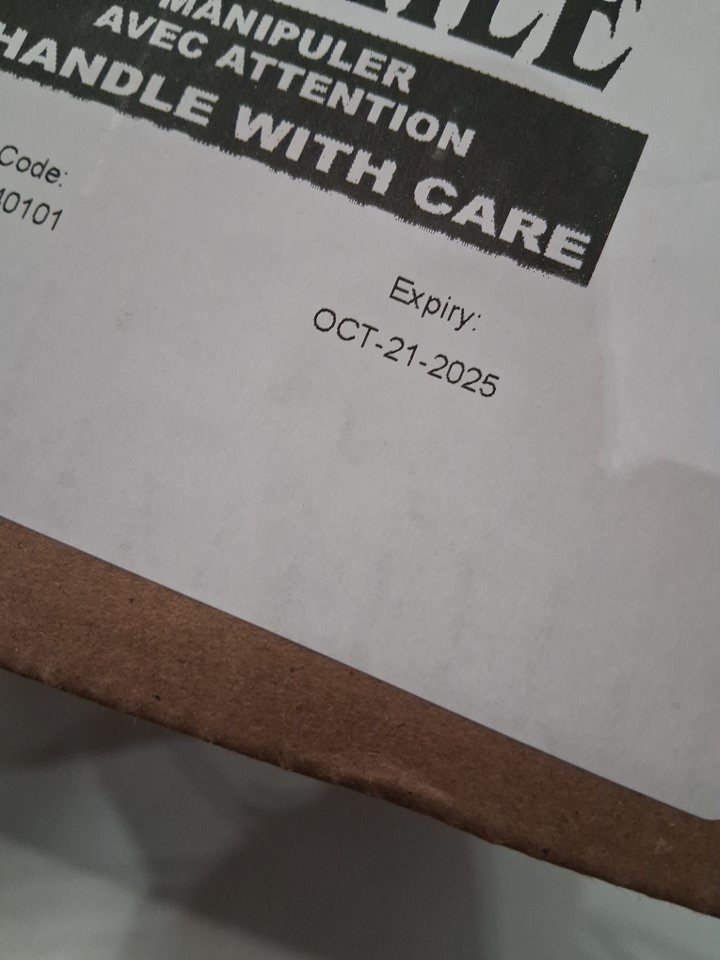 MANIPULER
AVEC ATTENTION
HANDLE WITH CARE
Code:
Expiry:
OCT-21-2025